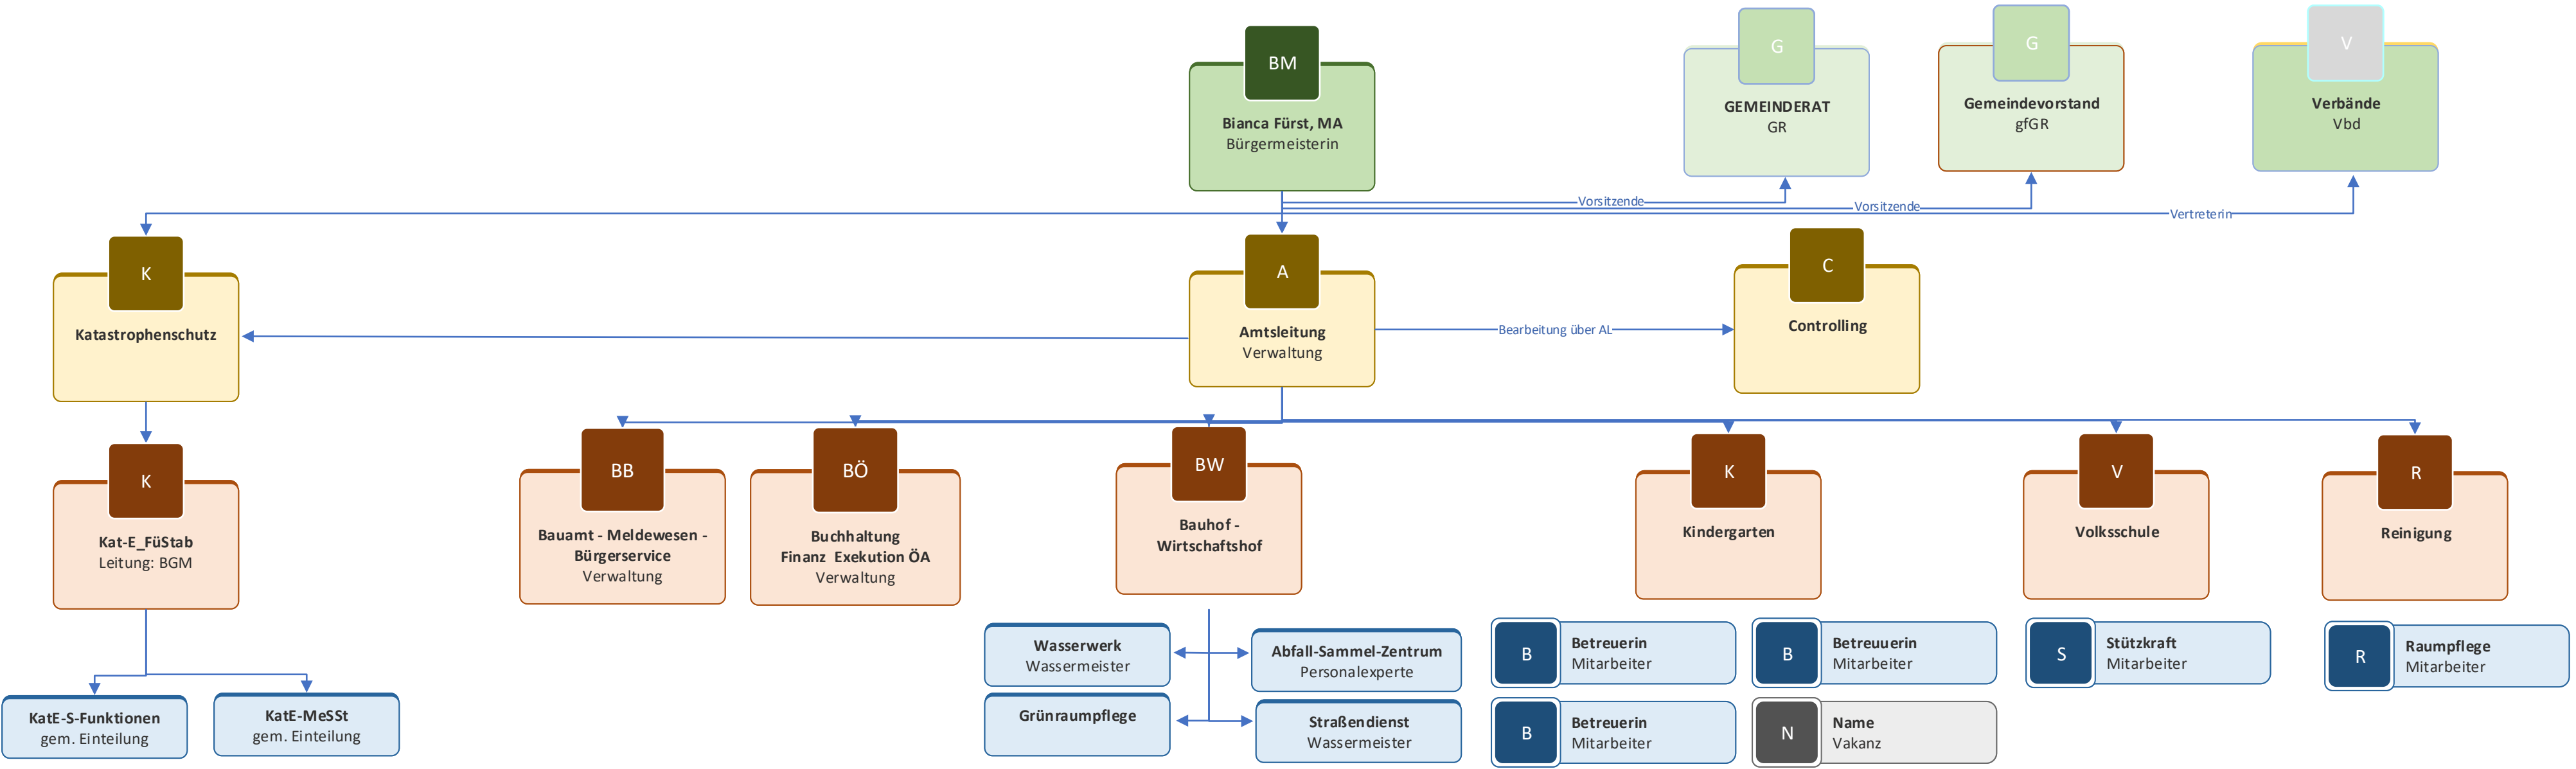 BM
Bianca Fürst, MA
Bürgermeisterin
G
GEMEINDERAT
GR
G
Gemeindevorstand
gfGR
V
Verbände
Vbd
Vorsitzende
Vorsitzende
Vertreterin
K
Katastrophenschutz
A
Amtsleitung
Verwaltung
Bearbeitung über AL
C
Controlling
K
Kat-E_FüStab
Leitung: BGM
BB
Bauamt - Meldewesen -
Bürgerservice
Verwaltung
BÖ
Buchhaltung
Finanz Exekution ÖA
Verwaltung
BW
Bauhof -
Wirtschaftshof
K
Kindergarten
V
Volksschule
R
Reinigung
KatE-S-Funktionen
gem. Einteilung
KatE-MeSSt
gem. Einteilung
Wasserwerk
Wassermeister
Abfall-Sammel-Zentrum
Personalexperte
Grünraumpflege
Straßendienst
Wassermeister
B
Betreuerin
Mitarbeiter
B
Betreuuerin
Mitarbeiter
B
Betreuerin
Mitarbeiter
N
Name
Vakanz
S
Stützkraft
Mitarbeiter
R
Raumpflege
Mitarbeiter